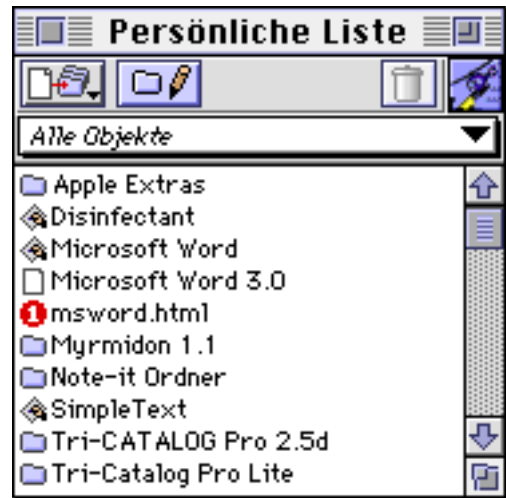 Persönliche Liste
Alle Objekte
Apple Extras
Disinfectant
Microsoft Word
Microsoft Word 3.0
1 msword.html
Myrmidon 1.1
Note-it Ordner
SimpleText
Tri-CATALOG Pro 2.5d
Tri-Catalog Pro Lite